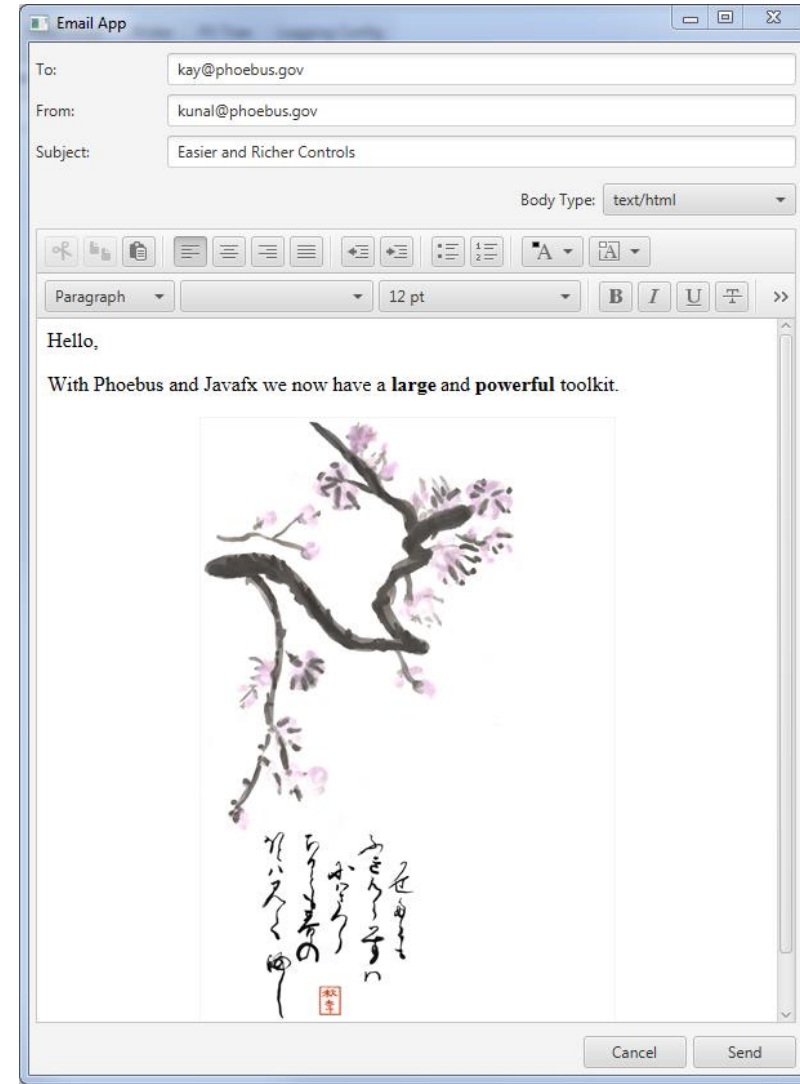 Email App
To: kay@phoebus.gov
From: kunal@phoebus.gov
Subject: Easier and Richer Controls
Body Type: text/html
A A
Paragraph 12 pt B I U T
Hello,
With Phoebus and Javafx we now have a large and powerful toolkit.
Cancel Send